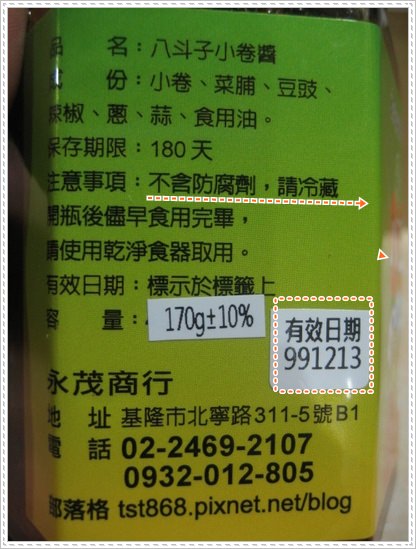 品 名：八斗子小卷醬
成 份：小卷、菜脯、豆豉、
辣椒、蔥、蒜、食用油。
保存期限：180 天
注意事項：不含防腐劑，請冷藏
開瓶後儘早食用完畢，
請使用乾淨食器取用。
有效日期：標示於標籤上
容 量：170g±10%
有效日期
991213
永茂商行
地 址 基隆市北寧路311-5號B1
電 話 02-2469-2107
0932-012-805
部落格 tst868.pixnet.net/blog